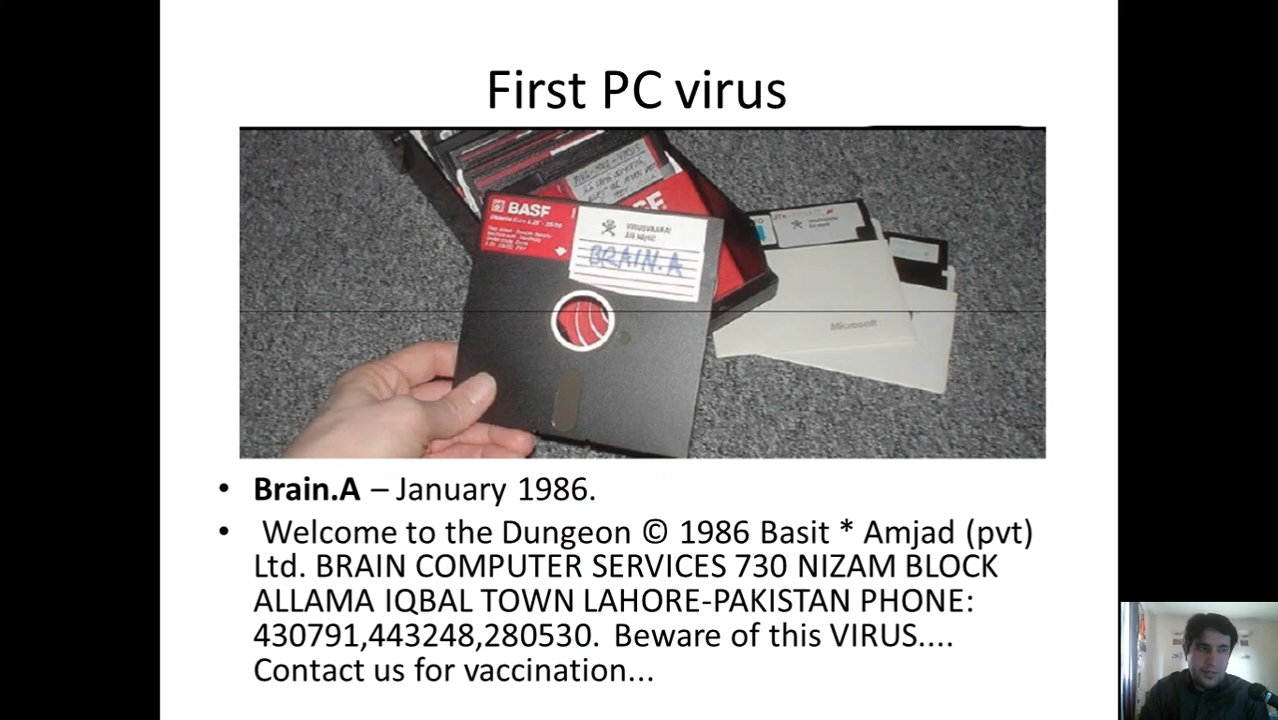 First PC virus
BASF
VIRUSVAARA!
BRAIN.A
Microsoft
• Brain.A – January 1986.
• Welcome to the Dungeon © 1986 Basit * Amjad (pvt)
Ltd. BRAIN COMPUTER SERVICES 730 NIZAM BLOCK
ALLAMA IQBAL TOWN LAHORE-PAKISTAN PHONE:
430791,443248,280530. Beware of this VIRUS....
Contact us for vaccination...